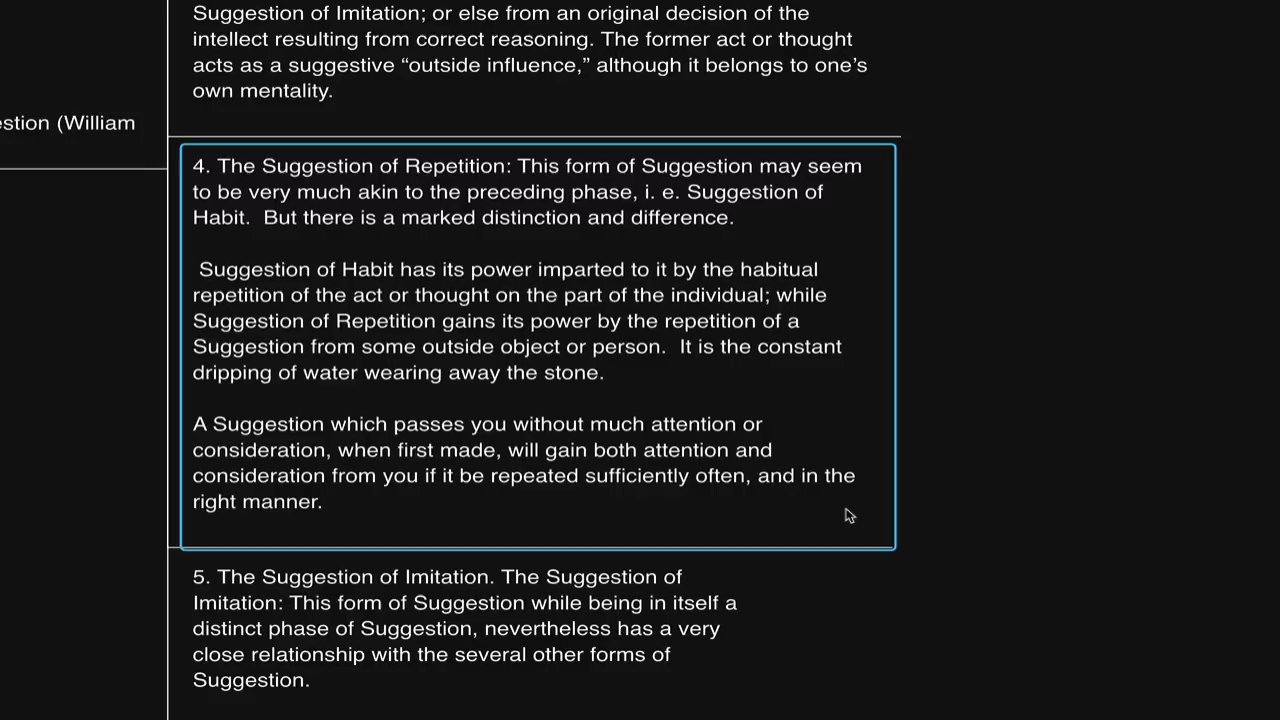 Suggestion of Imitation; or else from an original decision of the
intellect resulting from correct reasoning. The former act or thought
acts as a suggestive “outside influence,” although it belongs to one’s
own mentality.
(William
4. The Suggestion of Repetition: This form of Suggestion may seem
to be very much akin to the preceding phase, i. e. Suggestion of
Habit.  But there is a marked distinction and difference.
Suggestion of Habit has its power imparted to it by the habitual
repetition of the act or thought on the part of the individual; while
Suggestion of Repetition gains its power by the repetition of a
Suggestion from some outside object or person.  It is the constant
dripping of water wearing away the stone.
A Suggestion which passes you without much attention or
consideration, when first made, will gain both attention and
consideration from you if it be repeated sufficiently often, and in the
right manner.
5. The Suggestion of Imitation. The Suggestion of
Imitation: This form of Suggestion while being in itself a
distinct phase of Suggestion, nevertheless has a very
close relationship with the several other forms of
Suggestion.